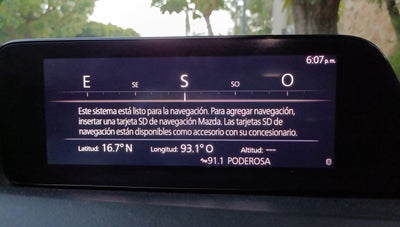 6:07 p.m.
E SE S SO O
Este sistema está listo para la navegación. Para agregar navegación,
insertar una tarjeta SD de navegación Mazda. Las tarjetas SD de
navegación están disponibles como accesorio con su concesionario.
Latitud: 16.7° N Longitud: 93.1° O Altitud: ---
91.1 PODEROSA